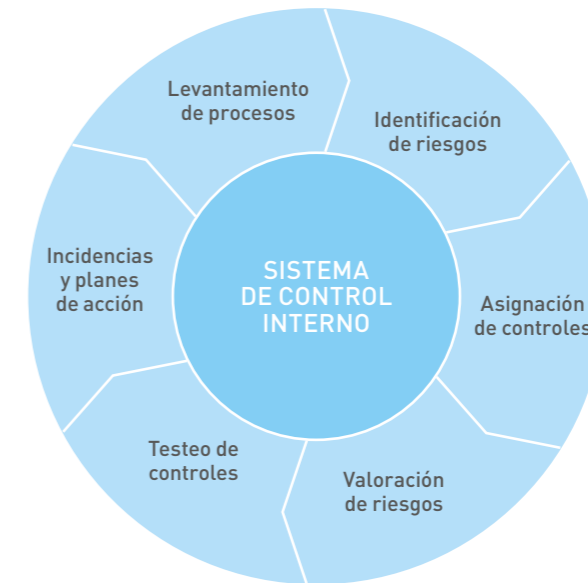 Levantamiento
de procesos
Identificación
de riesgos
Asignación
de controles
Valoración
de riesgos
Testeo de
controles
Incidencias
y planes
de acción
SISTEMA
DE CONTROL
INTERNO